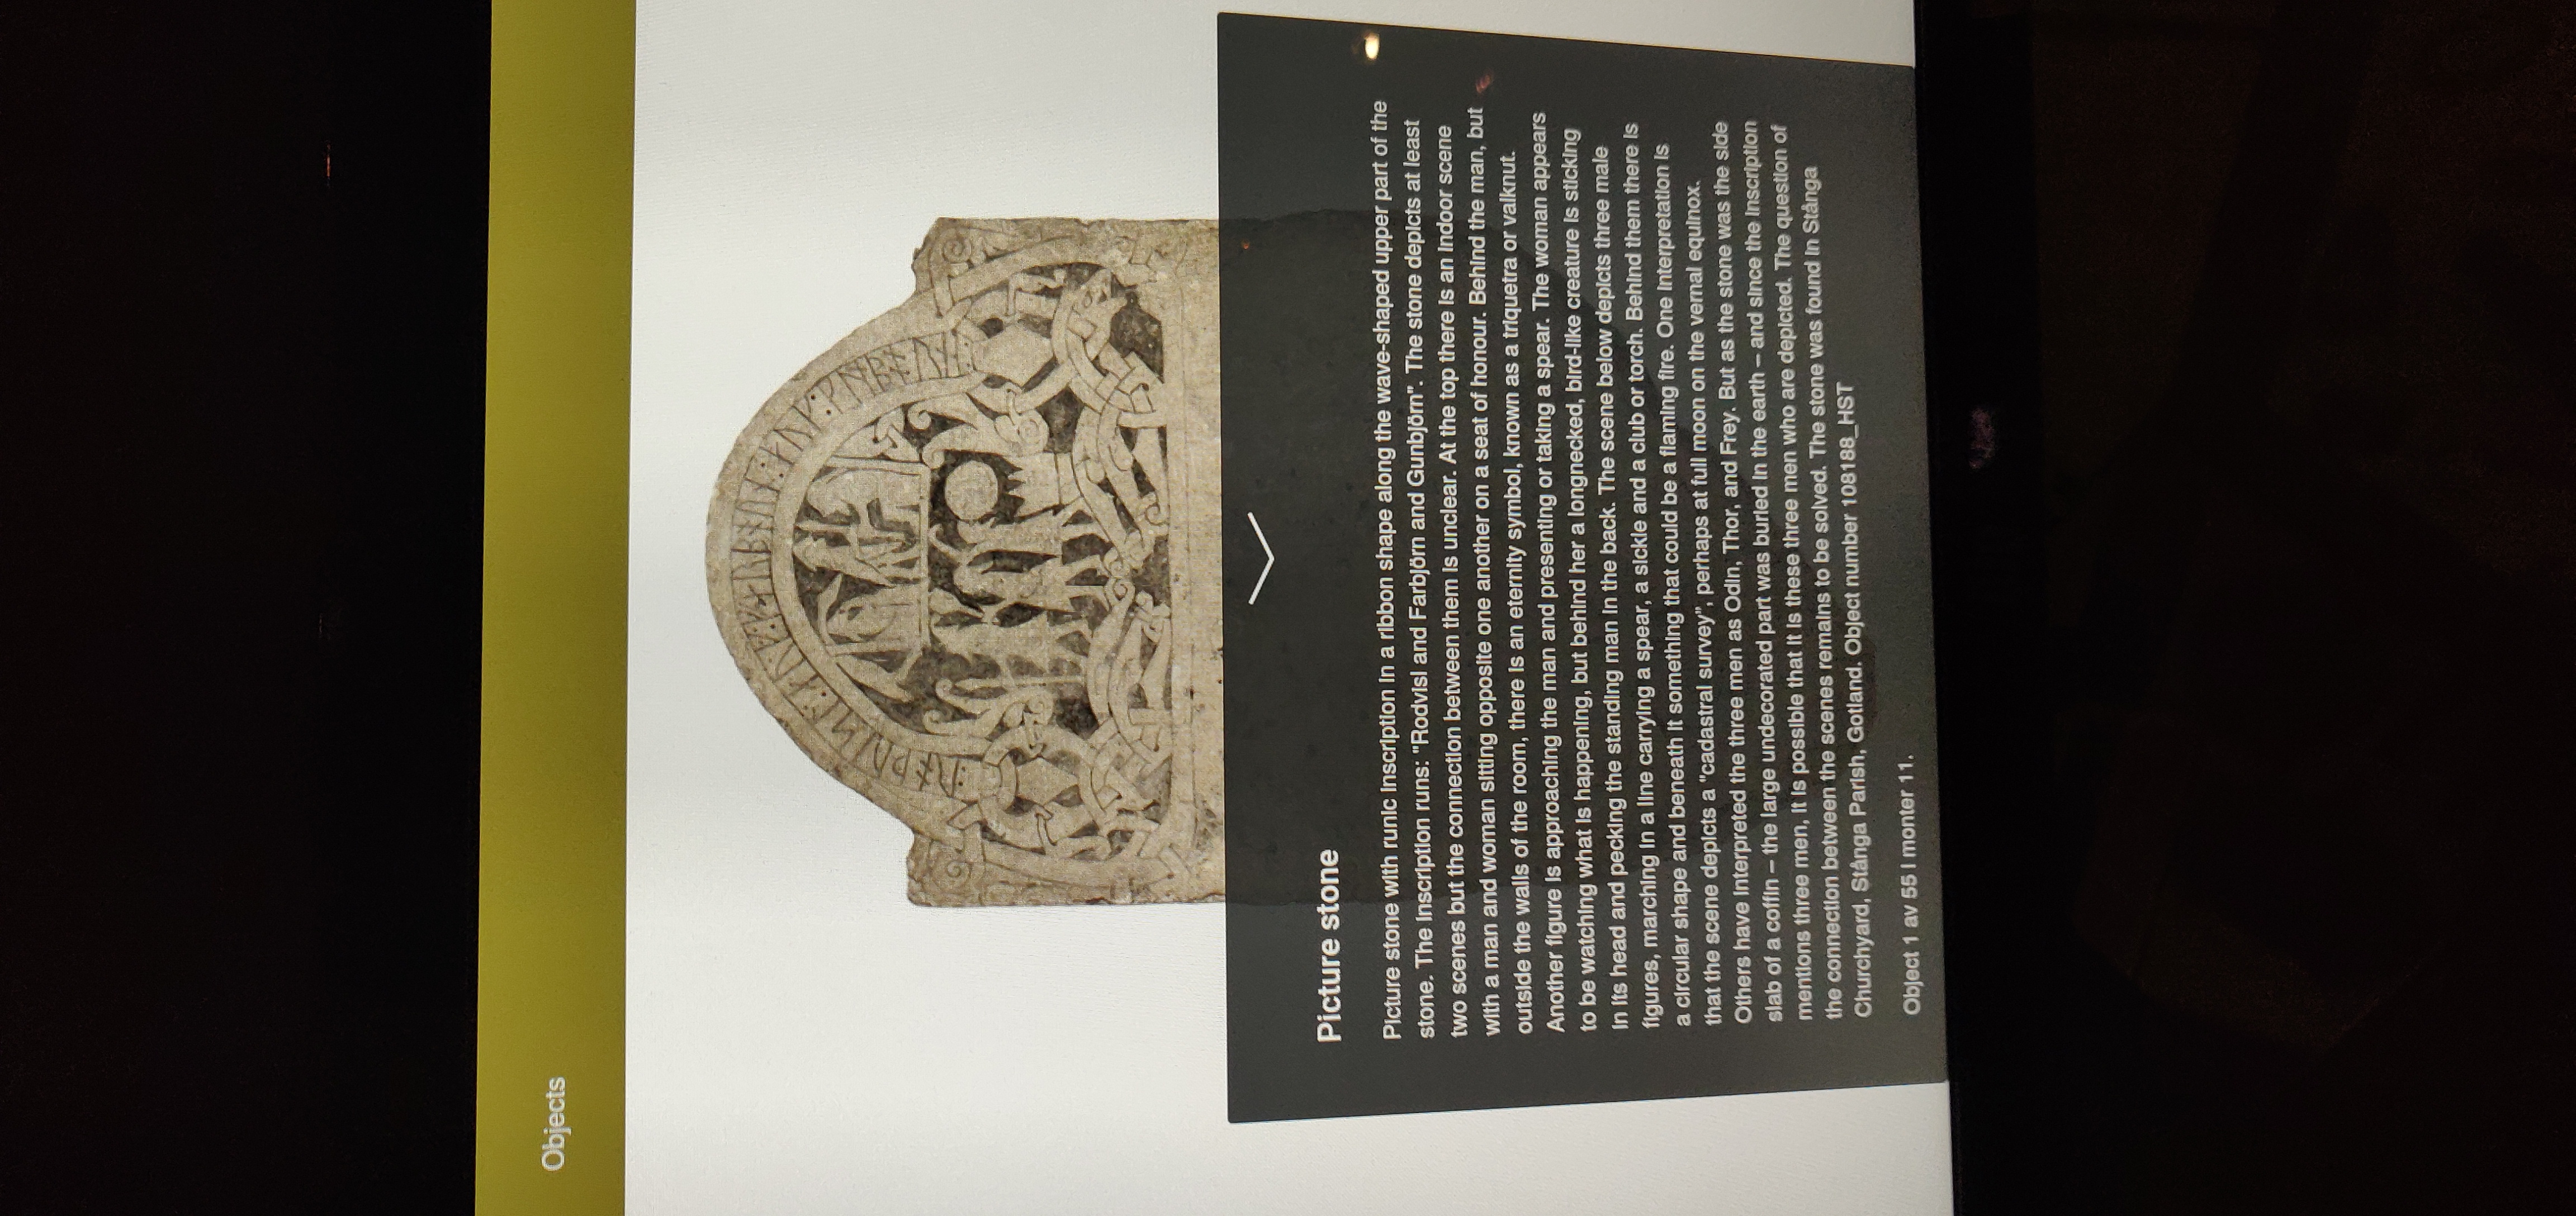 Objects
Picture stone
Picture stone with runic inscription in a ribbon shape along the wave-shaped upper part of the
stone. The inscription runs: "Rodvisl and Farbjörn and Gunbjörn". The stone depicts at least
two scenes but the connection between them is unclear. At the top there is an indoor scene
with a man and woman sitting opposite one another on a seat of honour. Behind the man, but
outside the walls of the room, there is an eternity symbol, known as a triquetra or valknut.
Another figure is approaching the man and presenting or taking a spear. The woman appears
to be watching what is happening, but behind her a longnecked, bird-like creature is sticking
in its head and pecking the standing man in the back. The scene below depicts three male
figures, marching in a line carrying a spear, a sickle and a club or torch. Behind them there is
a circular shape and beneath it something that could be a flaming fire. One interpretation is
that the scene depicts a "cadastral survey", perhaps at full moon on the vernal equinox.
Others have interpreted the three men as Odin, Thor, and Frey. But as the stone was the side
slab of a coffin – the large undecorated part was buried in the earth – and since the inscription
mentions three men, it is possible that it is these three men who are depicted. The question of
the connection between the scenes remains to be solved. The stone was found in Stånga
Churchyard, Stånga Parish, Gotland. Object number 108188_HST
Object 1 av 55 i monter 11.